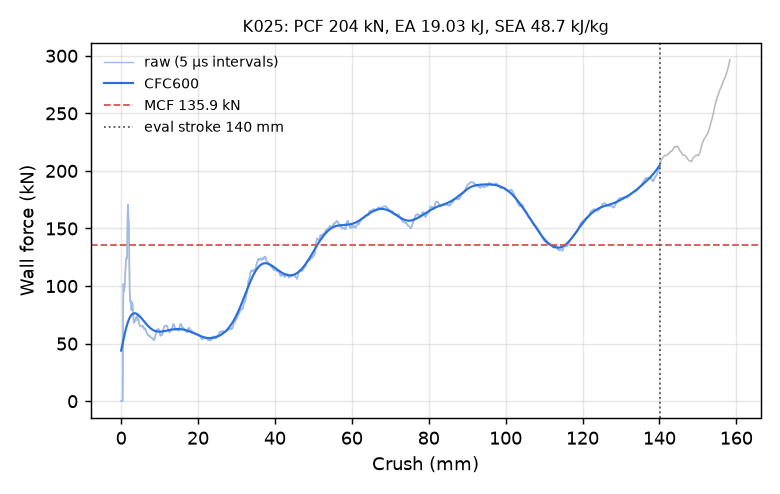 K025: PCF 204 kN, EA 19.03 kJ, SEA 48.7 kJ/kg
raw (5 µs intervals)
CFC600
MCF 135.9 kN
eval stroke 140 mm
Wall force (kN)
300
250
200
150
100
50
0
0 20 40 60 80 100 120 140 160
Crush (mm)